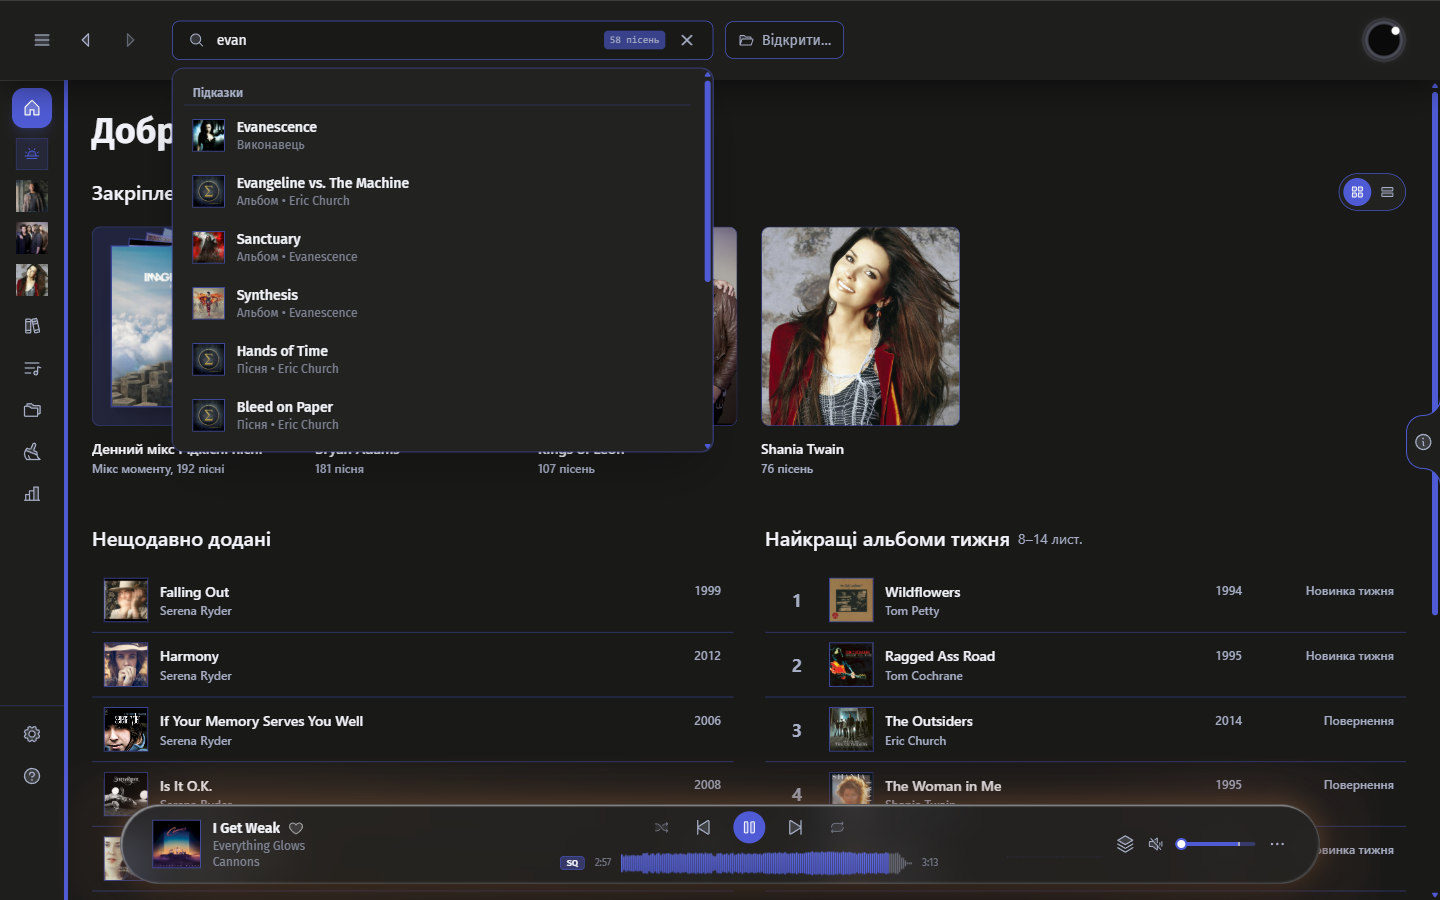 evan
58 пісень
Відкрити...
Підказки
Evanescence
Виконавець
Evangeline vs. The Machine
Альбом • Eric Church
Sanctuary
Альбом • Evanescence
Synthesis
Альбом • Evanescence
Hands of Time
Пісня • Eric Church
Bleed on Paper
Пісня • Eric Church
Добр
Закріпле
Денний мікс
Мікс моменту, 192 пісні
181 пісня
107 пісень
Shania Twain
76 пісень
Нещодавно додані
Falling Out
1999
Serena Ryder
Harmony
2012
Serena Ryder
If Your Memory Serves You Well
2006
Serena Ryder
Is It O.K.
2008
Найкращі альбоми тижня 8–14 лист.
1
Wildflowers
1994
Новинка тижня
Tom Petty
2
Ragged Ass Road
1995
Новинка тижня
Tom Cochrane
3
The Outsiders
2014
Повернення
Eric Church
4
The Woman in Me
1995
Повернення
Shania Twain
I Get Weak
Everything Glows
Cannons
SQ
2:57
3:13